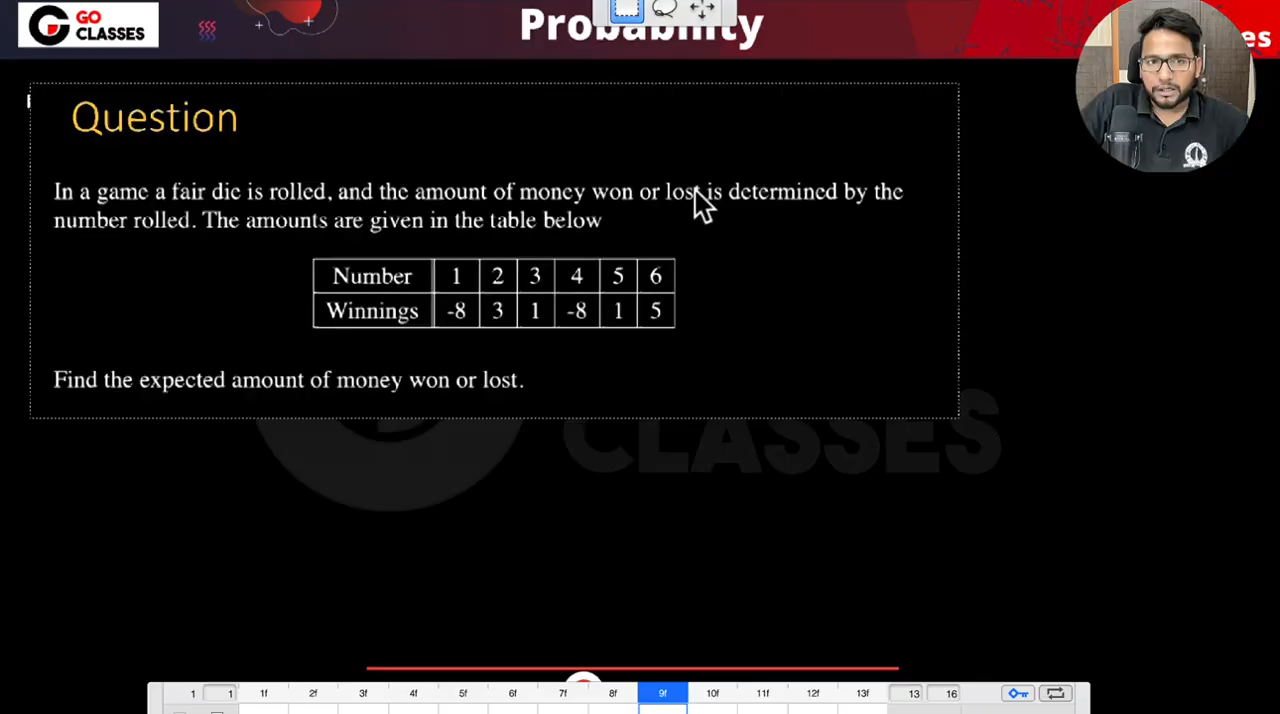 GO
CLASSES
Probability
es
Question
In a game a fair die is rolled, and the amount of money won or lost is determined by the
number rolled. The amounts are given in the table below
Number 1 2 3 4 5 6
Winnings -8 3 1 -8 1 5
Find the expected amount of money won or lost.
CLASSES
1 1 1f 2f 3f 4f 5f 6f 7f 8f 9f 10f 11f 12f 13f 13 16